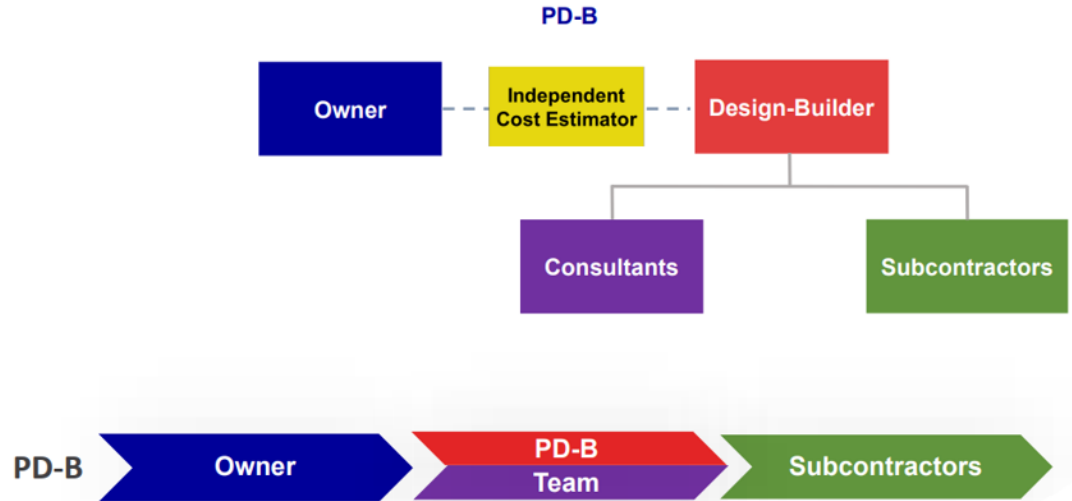 PD-B
Owner
Independent
Cost Estimator
Design-Builder
Consultants
Subcontractors
PD-B
Owner
PD-B
Team
Subcontractors